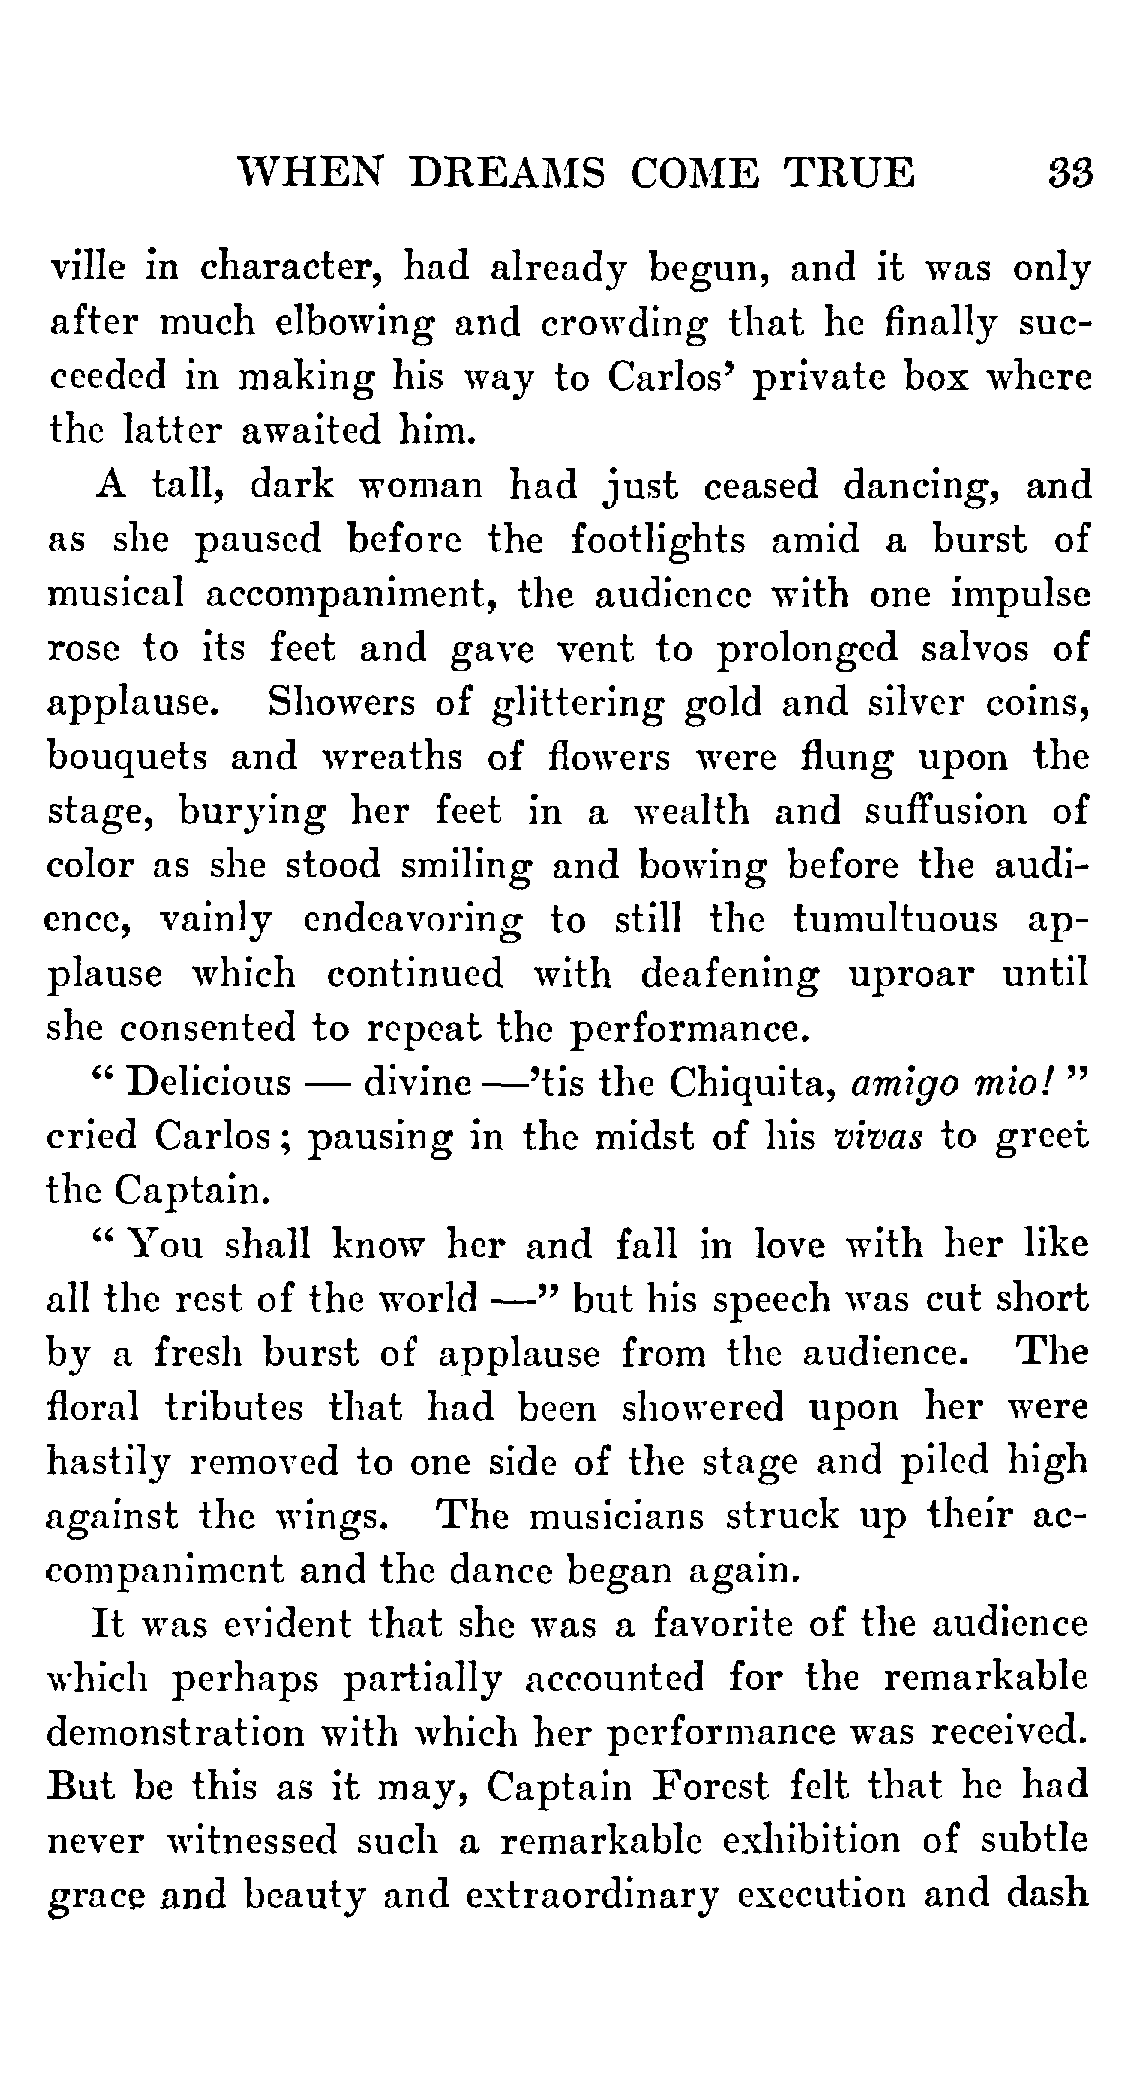 WHEN DREAMS COME TRUE 33
ville in character, had already begun, and it was only
after much elbowing and crowding that he finally suc-
ceeded in making his way to Carlos' private box where
the latter awaited him.
A tall, dark woman had just ceased dancing, and
as she paused before the footlights amid a burst of
musical accompaniment, the audience with one impulse
rose to its feet and gave vent to prolonged salvos of
applause. Showers of glittering gold and silver coins,
bouquets and wreaths of flowers were flung upon the
stage, burying her feet in a wealth and suffusion of
color as she stood smiling and bowing before the audi-
ence, vainly endeavoring to still the tumultuous ap-
plause which continued with deafening uproar until
she consented to repeat the performance.
“ Delicious — divine —’tis the Chiquita, amigo mio! ”
cried Carlos; pausing in the midst of his vivas to greet
the Captain.
“ You shall know her and fall in love with her like
all the rest of the world —” but his speech was cut short
by a fresh burst of applause from the audience. The
floral tributes that had been showered upon her were
hastily removed to one side of the stage and piled high
against the wings. The musicians struck up their ac-
companiment and the dance began again.
It was evident that she was a favorite of the audience
which perhaps partially accounted for the remarkable
demonstration with which her performance was received.
But be this as it may, Captain Forest felt that he had
never witnessed such a remarkable exhibition of subtle
grace and beauty and extraordinary execution and dash